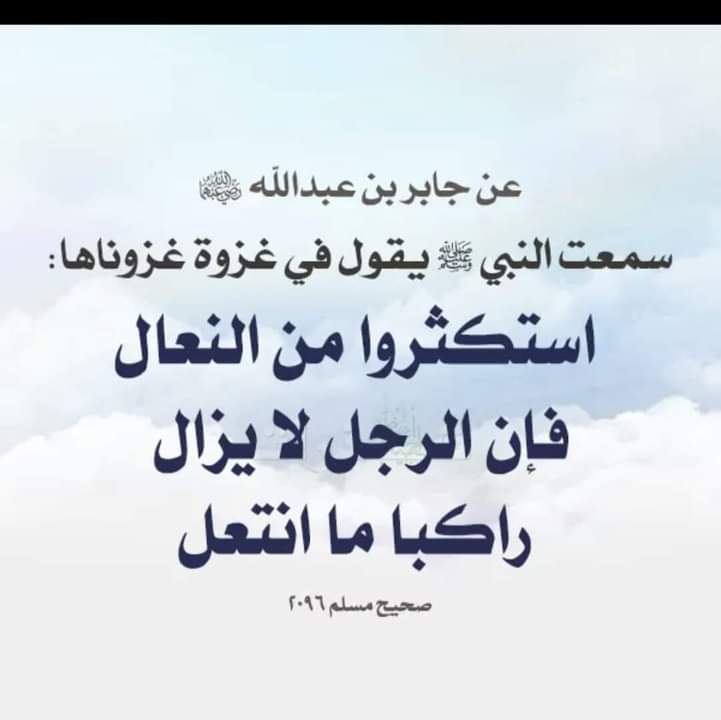 عن جابر بن عبدالله رضي الله عنهما
سمعت النبي ﷺ يقول في غزوة غزوناها:
استكثروا من النعال
فإن الرجل لا يزال
راكبا ما انتعل
صحيح مسلم ٢٠٩٦